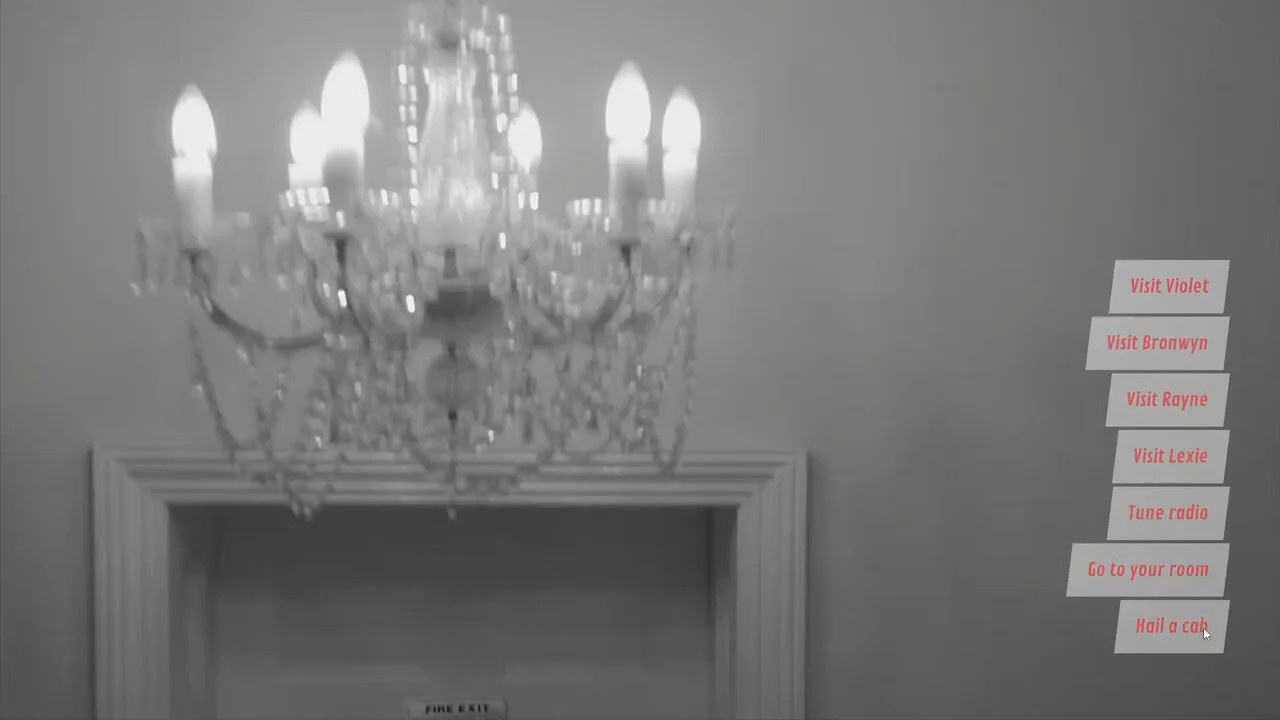 Visit Violet
Visit Bronwyn
Visit Rayne
Visit Lexie
Tune radio
Go to your room
Hail a cab
FIRE EXIT